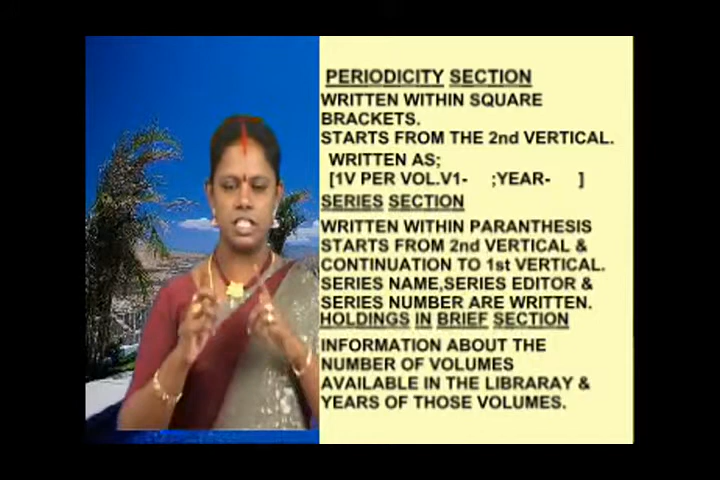 PERIODICITY SECTION
WRITTEN WITHIN SQUARE
BRACKETS.
STARTS FROM THE 2nd VERTICAL.
WRITTEN AS;
[1V PER VOL.V1-    ;YEAR-    ]
SERIES SECTION
WRITTEN WITHIN PARANTHESIS
STARTS FROM 2nd VERTICAL &
CONTINUATION TO 1st VERTICAL.
SERIES NAME,SERIES EDITOR &
SERIES NUMBER ARE WRITTEN.
HOLDINGS IN BRIEF SECTION
INFORMATION ABOUT THE
NUMBER OF VOLUMES
AVAILABLE IN THE LIBRARAY &
YEARS OF THOSE VOLUMES.